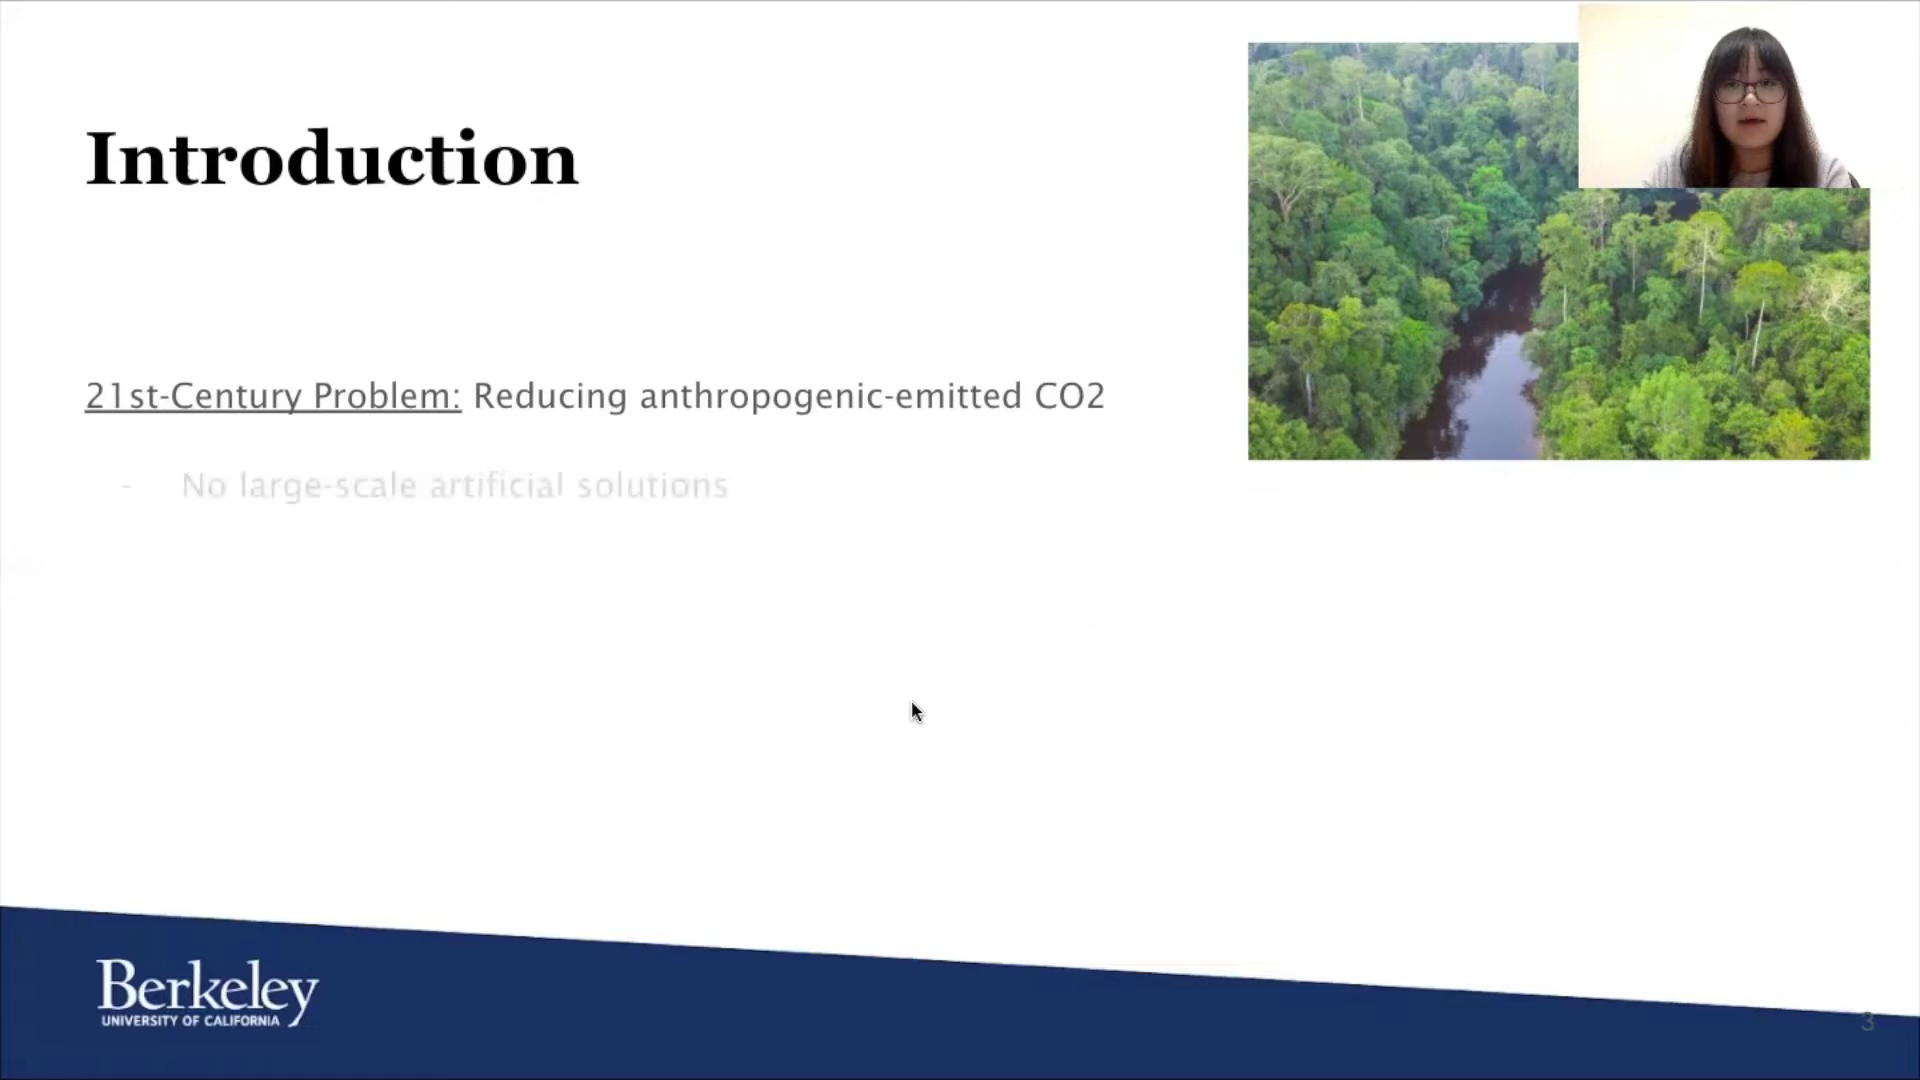 Introduction
21st-Century Problem: Reducing anthropogenic-emitted CO2
- No large-scale artificial solutions
Berkeley
UNIVERSITY OF CALIFORNIA
3